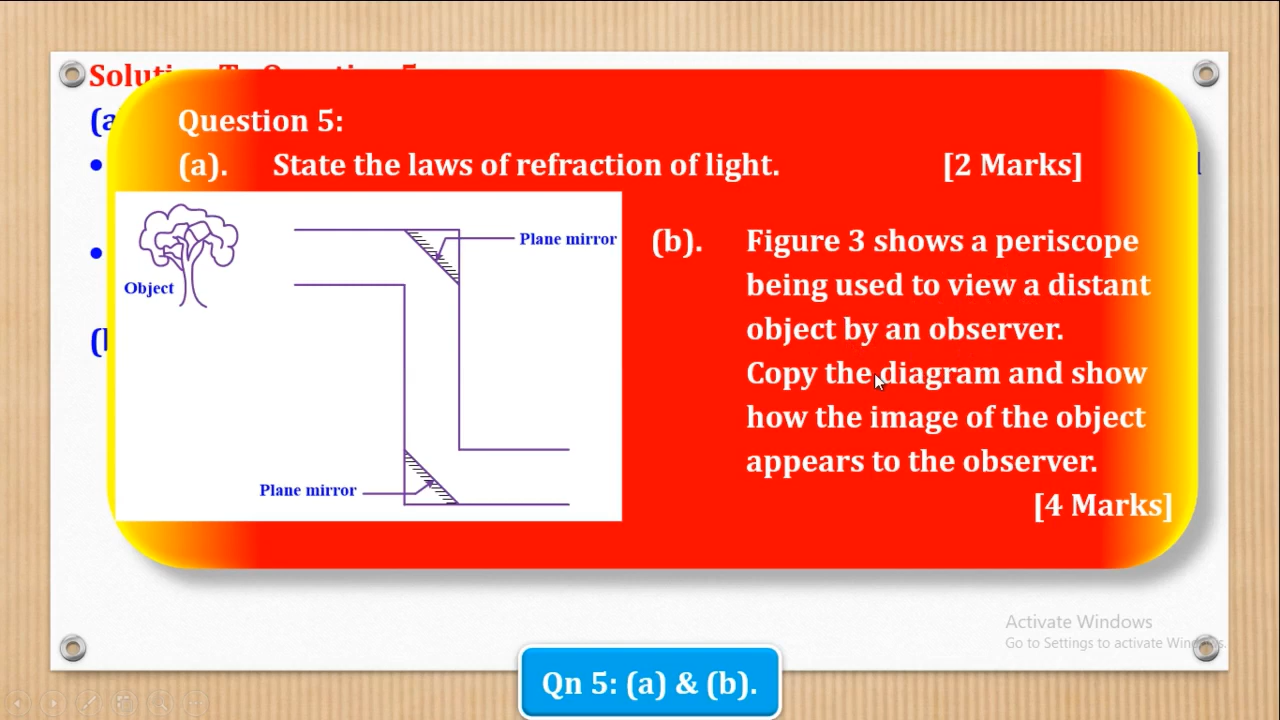 Question 5:
(a). State the laws of refraction of light. [2 Marks]
Plane mirror
Object
Plane mirror
(b). Figure 3 shows a periscope
being used to view a distant
object by an observer.
Copy the diagram and show
how the image of the object
appears to the observer.
[4 Marks]
Activate Windows
Go to Settings to activate Windows.
Qn 5: (a) & (b).